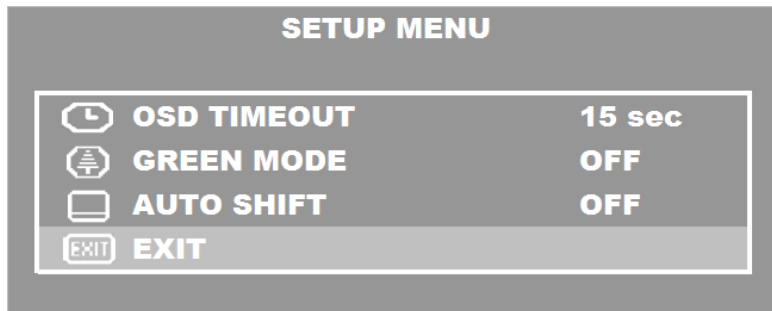 SETUP MENU
OSD TIMEOUT 15 sec
GREEN MODE OFF
AUTO SHIFT OFF
EXIT EXIT